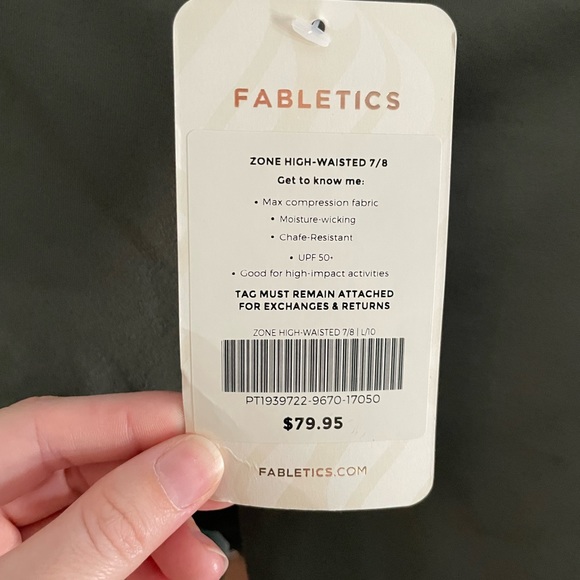 FABLETICS
ZONE HIGH-WAISTED 7/8
Get to know me:
• Max compression fabric
• Moisture-wicking
• Chafe-Resistant
• UPF 50+
• Good for high-impact activities
TAG MUST REMAIN ATTACHED
FOR EXCHANGES & RETURNS
ZONE HIGH-WAISTED 7/8 | L/10
PT1939722-9670-17050
$79.95
FABLETICS.COM